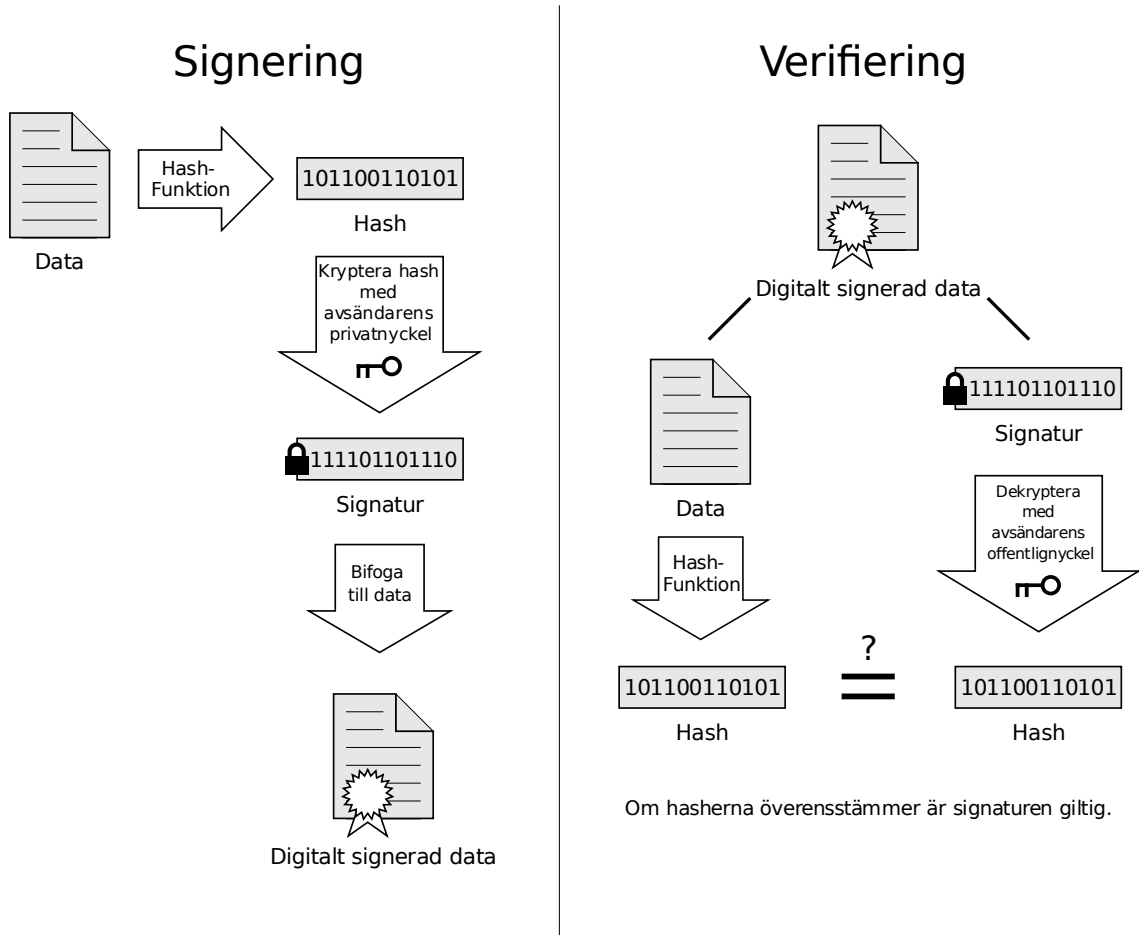 Signering
Hash-
Funktion
101100110101
Hash
Data
Kryptera hash
med
avsändarens
privatnyckel
111101101110
Signatur
Bifoga
till data
Digitalt signerad data
Verifiering
Digitalt signerad data
Data
Hash-
Funktion
101100110101
Hash
111101101110
Signatur
Dekryptera
med
avsändarens
offentlignyckel
101100110101
Hash
?
=
Om hasherna överensstämmer är signaturen giltig.